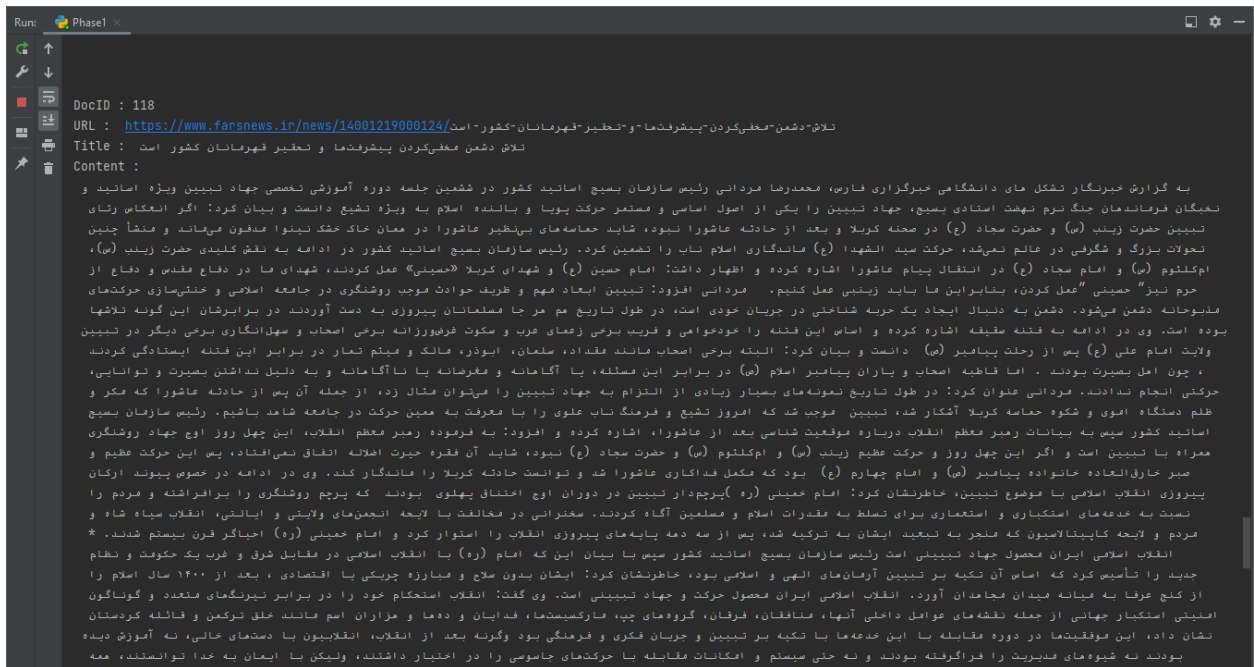 Run: Phase1 ×
DocID : 118
URL : https://www.farsnews.ir/news/14001219000124/تلاش-دشمن-مخفی‌کردن-پیشرفت‌ها-و-تحقیر-قهرمانان-کشور-است
Title : تلاش دشمن مخفی‌کردن پیشرفت‌ها و تحقیر قهرمانان کشور است
Content :
به گزارش خبرنگار تشکل های دانشگاهی خبرگزاری فارس، محمدرضا مردانی رئیس سازمان بسیج اساتید کشور در ششمین جلسه دوره آموزشی تخصصی جهاد تبیین ویژه اساتید و
نخبگان فرماندهان جنگ نرم نهضت استادی بسیج، جهاد تبیین را یکی از اصول اساسی و مستمر حرکت پویا و بالنده اسلام به ویژه تشیع دانست و بیان کرد: اگر انعکاس رثای
تبیین حضرت زینب (س) و حضرت سجاد (ع) در صحنه کربلا و بعد از حادثه عاشورا نبود، شاید حماسه‌های بی‌نظیر عاشورا در همان خاک خشک نینوا مدفون می‌ماند و منشأ چنین
تحولات بزرگ و شگرفی در عالم نمی‌شد، حرکت سید الشهدا (ع) ماندگاری اسلام ناب را تضمین کرد. رئیس سازمان بسیج اساتید کشور در ادامه به نقش کلیدی حضرت زینب (س)،
ام‌کلثوم (س) و امام سجاد (ع) در انتقال پیام عاشورا اشاره کرده و اظهار داشت: امام حسین (ع) و شهدای کربلا «حسینی» عمل کردند، شهدای ما در دفاع مقدس و دفاع از
حرم نیز” حسینی “عمل کردن، بنابراین ما باید زینبی عمل کنیم. مردانی افزود: تبیین ابعاد مهم و ظریف حوادث موجب روشنگری در جامعه اسلامی و خنثی‌سازی حرکت‌های
مذبوحانه دشمن می‌شود. دشمن به دنبال ایجاد یک حربه شناختی در جریان خودی است، در طول تاریخ هم هر جا مسلمانان پیروزی به دست آوردند در برابرشان این گونه تلاشها
بوده است. وی در ادامه به فتنه سقیفه اشاره کرده و اساس این فتنه را خودخواهی و فریب برخی زعمای عرب و سکوت غرض‌ورزانه برخی اصحاب و سهل‌انگاری برخی دیگر در تبیین
ولایت امام علی (ع) پس از رحلت پیامبر (ص) دانست و بیان کرد: البته برخی اصحاب مانند مقداد، سلمان، ابوذر، مالک و میثم تمار در برابر این فتنه ایستادگی کردند
، چون اهل بصیرت بودند . اما قاطبه اصحاب و یاران پیامبر اسلام (ص) در برابر این مسئله، یا آگاهانه و مغرضانه یا ناآگاهانه و به دلیل نداشتن بصیرت و توانایی،
حرکتی انجام ندادند. مردانی عنوان کرد: در طول تاریخ نمونه‌های بسیار زیادی از التزام به جهاد تبیین را می‌توان مثال زد، از جمله آن پس از حادثه عاشورا که مکر و
ظلم دستگاه اموی و شکوه حماسه کربلا آشکار شد، تبیین موجب شد که امروز تشیع و فرهنگ ناب علوی را با معرفت به همین حرکت در جامعه شاهد باشیم. رئیس سازمان بسیج
اساتید کشور سپس به بیانات رهبر معظم انقلاب درباره موقعیت شناسی بعد از عاشورا، اشاره کرده و افزود: به فرموده رهبر معظم انقلاب، این چهل روز اوج جهاد روشنگری
همراه با تبیین است و اگر این چهل روز و حرکت عظیم زینب (س) و ام‌کلثوم (س) و حضرت سجاد (ع) نبود، شاید آن فقره حیرت اضلاله اتفاق نمی‌افتاد، پس این حرکت عظیم و
صبر خارق‌العاده خانواده پیامبر (ص) و امام چهارم (ع) بود که مکمل فداکاری عاشورا شد و توانست حادثه کربلا را ماندگار کند. وی در ادامه در خصوص پیوند ارکان
پیروزی انقلاب اسلامی با موضوع تبیین، خاطرنشان کرد: امام خمینی (ره )پرچم‌دار تبیین در دوران اوج اختناق پهلوی بودند که پرچم روشنگری را برافراشته و مردم را
نسبت به خدعه‌های استکباری و استعماری برای تسلط به مقدرات اسلام و مسلمین آگاه کردند. سخنرانی در مخالفت با لایحه انجمن‌های ولایتی و ایالتی، انقلاب سیاه شاه و
مردم و لایحه کاپیتالاسیون که منجر به تبعید ایشان به ترکیه شد، پس از سه دهه پایه‌های پیروزی انقلاب را استوار کرد و امام خمینی (ره) احیاگر قرن بیستم شدند. *
انقلاب اسلامی ایران محصول جهاد تبیینی است رئیس سازمان بسیج اساتید کشور سپس با بیان این که امام (ره) با انقلاب اسلامی در مقابل شرق و غرب یک حکومت و نظام
جدید را تأسیس کرد که اساس آن تکیه بر تبیین آرمان‌های الهی و اسلامی بود، خاطرنشان کرد: ایشان بدون سلاح و مبارزه چریکی یا اقتصادی ، بعد از ۱۴۰۰ سال اسلام را
از کنج عرفا به میانه میدان مجاهدان آورد. انقلاب اسلامی ایران محصول حرکت و جهاد تبیینی است. وی گفت: انقلاب استحکام خود را در برابر نیرنگ‌های متعدد و گوناگون
امنیتی استکبار جهانی از جمله نقشه‌های عوامل داخلی آنها، منافقان، فرقان، گروه‌های چپ، مارکسیست‌ها، فدایان و ده‌ها و هزاران اسم مانند خلق ترکمن و قائله کردستان
نشان داد، این موفقیت‌ها در دوره مقابله با این خدعه‌ها با تکیه بر تبیین و جریان فکری و فرهنگی بود وگرنه بعد از انقلاب، انقلابیون با دست‌های خالی، نه آموزش دیده
بودند نه شیوه‌های مدیریت را فراگرفته بودند و نه حتی سیستم و امکانات مقابله با حرکت‌های جاسوسی را در اختیار داشتند، ولیکن با ایمان به خدا توانستند، همه